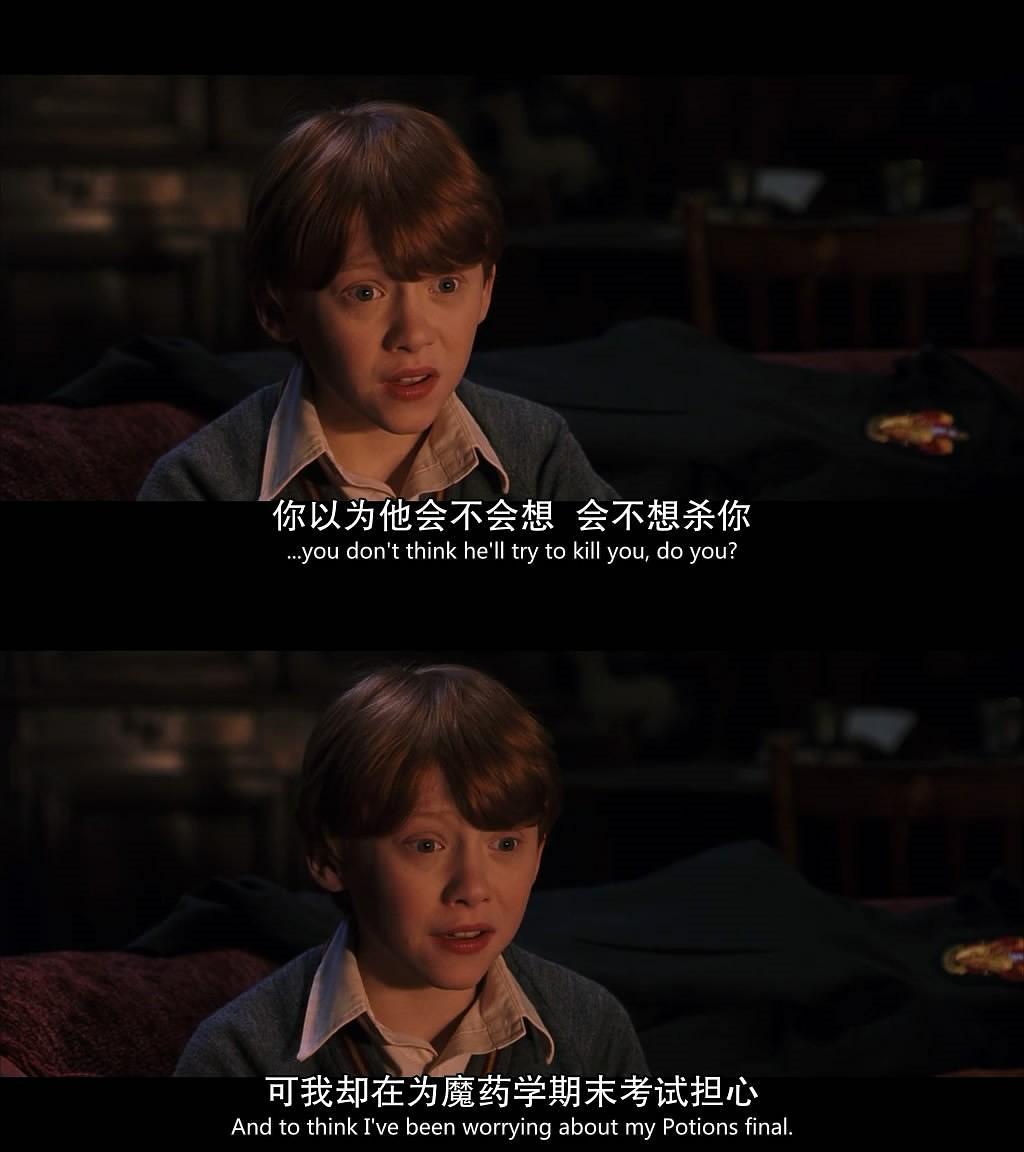 你以为他会不会想 会不想杀你
...you don't think he'll try to kill you, do you?
可我却在为魔药学期末考试担心
And to think I've been worrying about my Potions final.